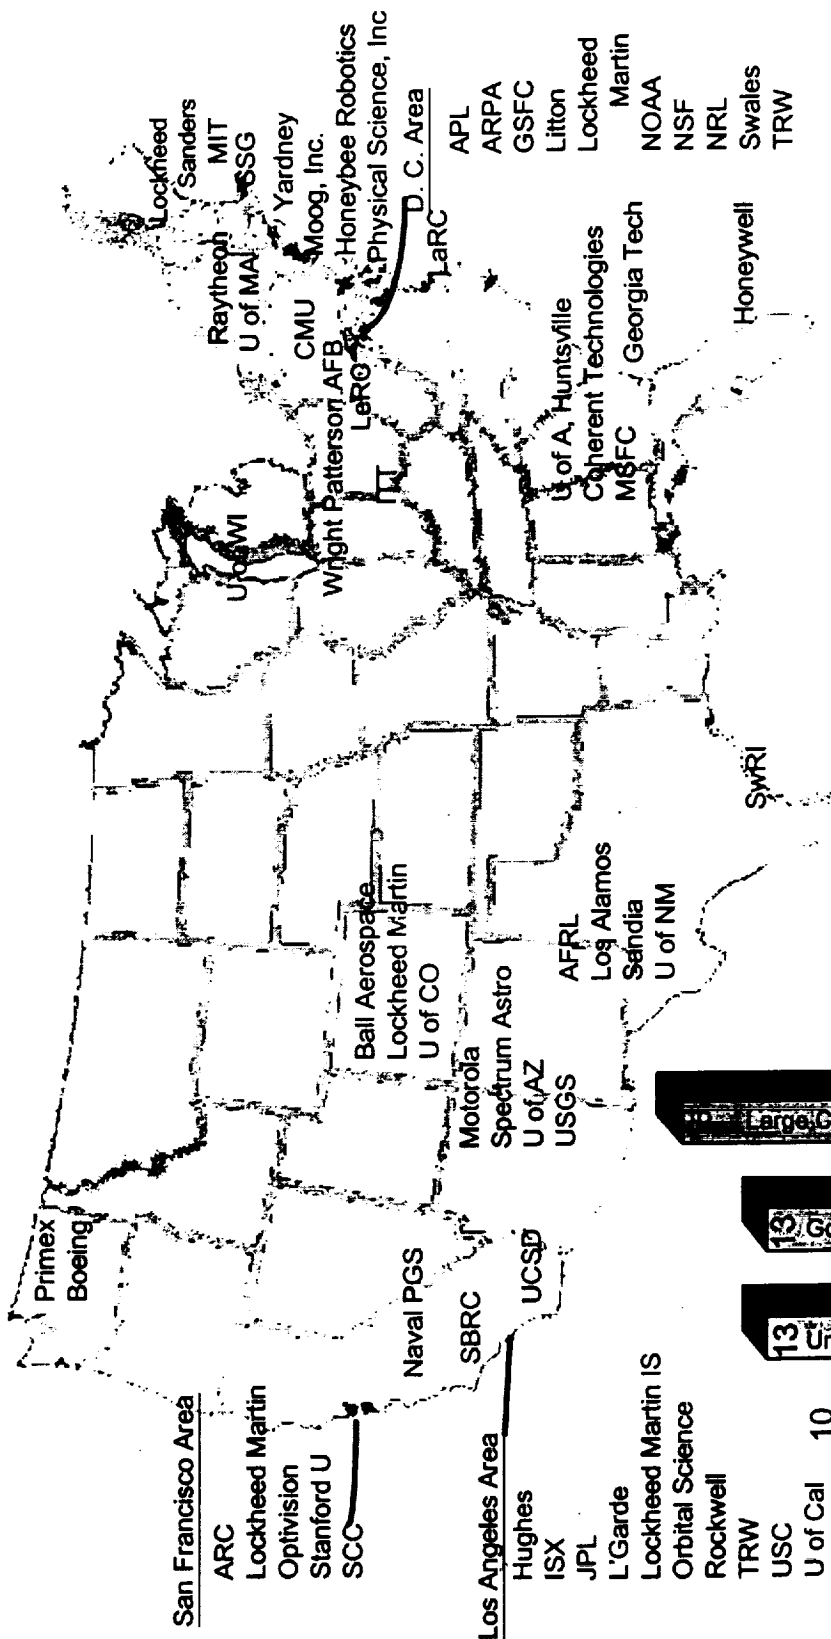 Primex
Boeing
San Francisco Area
ARC
Lockheed Martin
Optivision
Stanford U
SCC
Naval PGS
SBRC
UCSD
Los Angeles Area
Hughes
ISX
JPL
L'Garde
Lockheed Martin IS
Orbital Science
Rockwell
TRW
USC
U of Cal
Ball Aerospace
Lockheed Martin
U of CO
Motorola
Spectrum Astro
U of AZ
USGS
AFRL
Los Alamos
Sandia
U of NM
SwRI
U of WI
Wright Patterson AFB
LeRC
ITT
CMU
Raytheon
U of MA
Lockheed
Sanders
MIT
SSG
Yardney
Moog, Inc.
Honeybee Robotics
Physical Science, Inc
D. C. Area
APL
ARPA
GSFC
Litton
Lockheed
Martin
NOAA
NSF
NRL
Swales
TRW
LaRC
U of A, Huntsville
Coherent Technologies
MSFC
Georgia Tech
Honeywell
10
13
13
Large